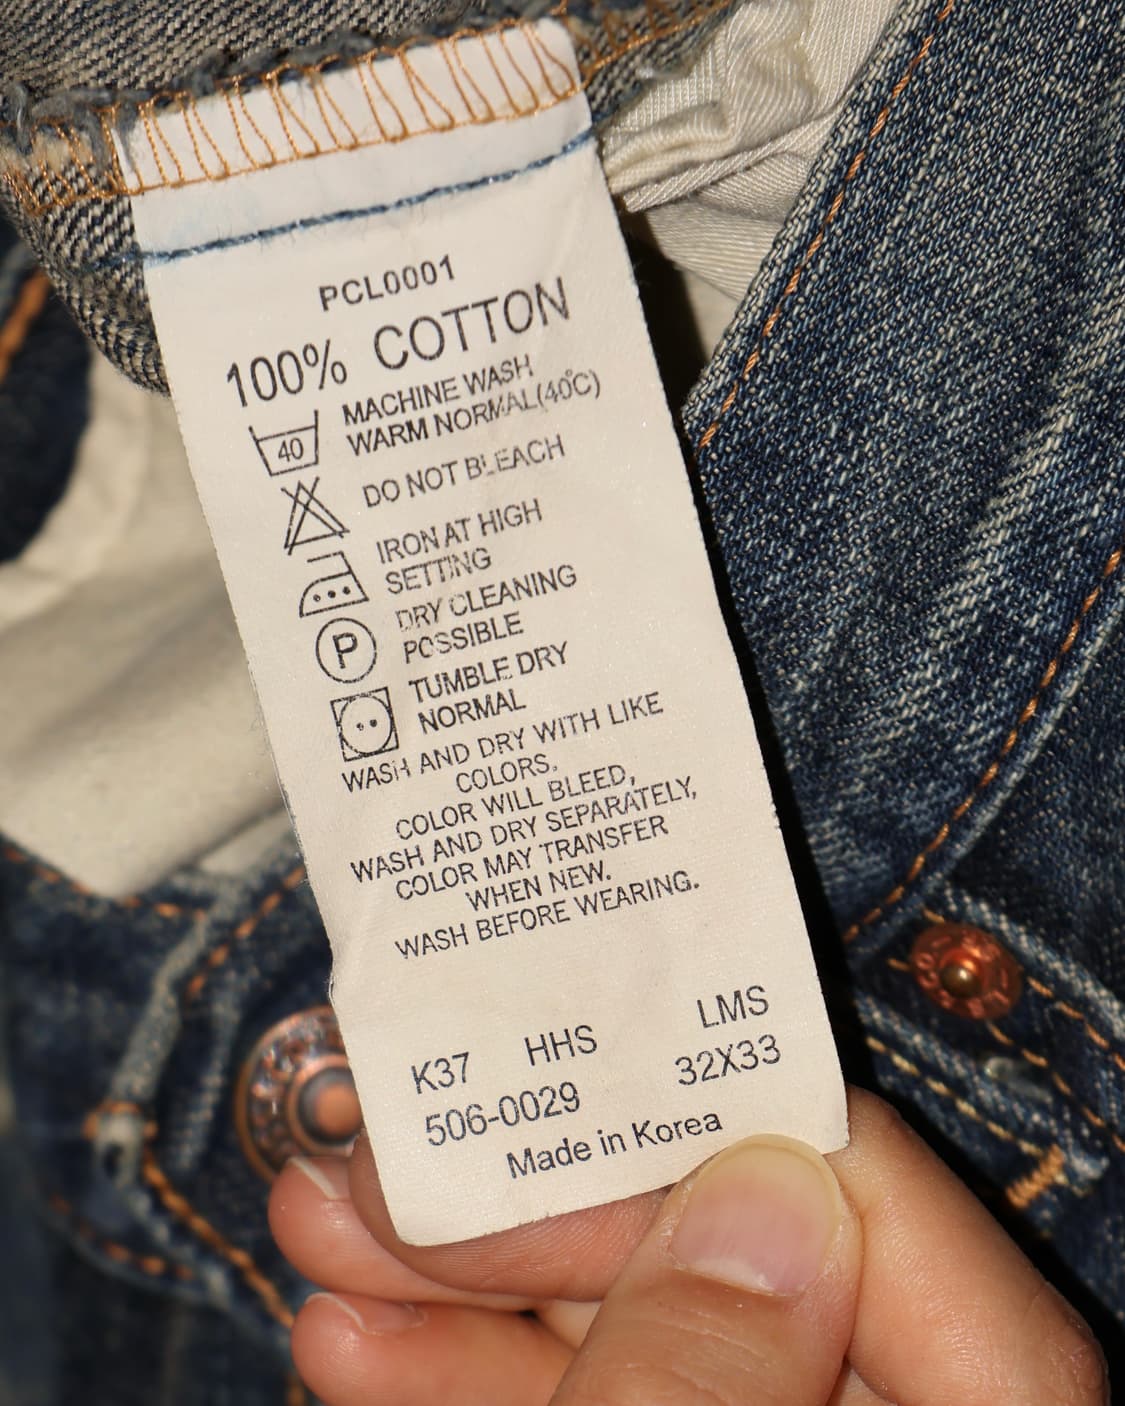 PCL0001
100% COTTON
40
MACHINE WASH
WARM NORMAL(40°C)
DO NOT BLEACH
IRON AT HIGH
SETTING
P
DRY CLEANING
POSSIBLE
TUMBLE DRY
NORMAL
WASH AND DRY WITH LIKE
COLORS.
COLOR WILL BLEED,
WASH AND DRY SEPARATELY,
COLOR MAY TRANSFER
WHEN NEW.
WASH BEFORE WEARING.
K37 HHS LMS
506-0029 32X33
Made in Korea